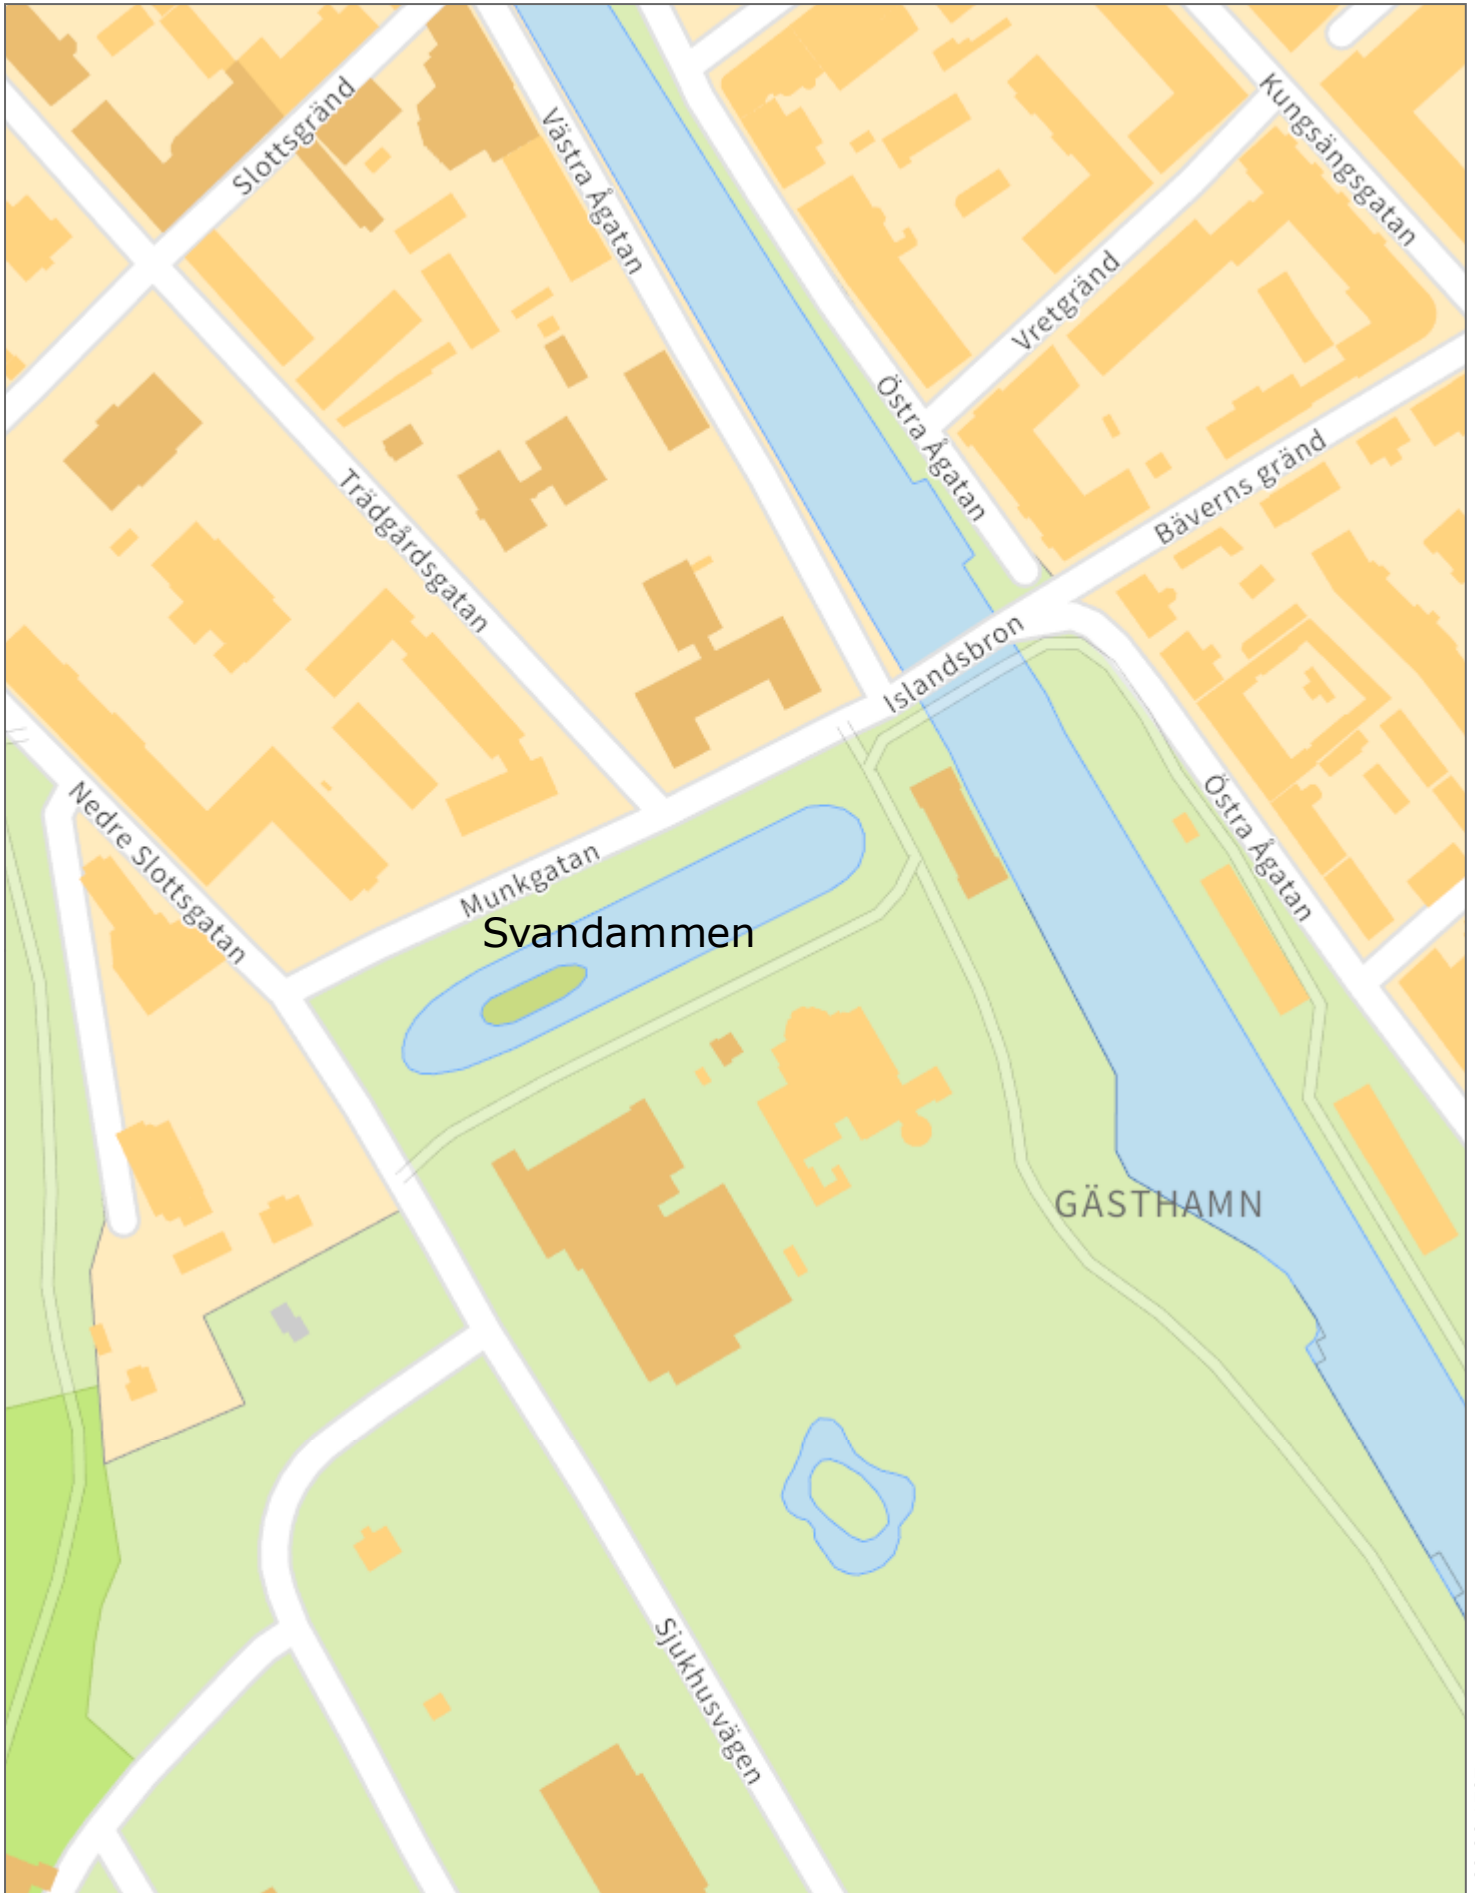 Kungsängsgatan
Slottsgränd
Västra Ågatan
Vretgränd
Östra Ågatan
Bäverns gränd
Trädgårdsgatan
Islandsbron
Nedre Slottsgatan
Östra Ågatan
Munkgatan
Svandammen
GÄSTHAMN
Sjukhusvägen